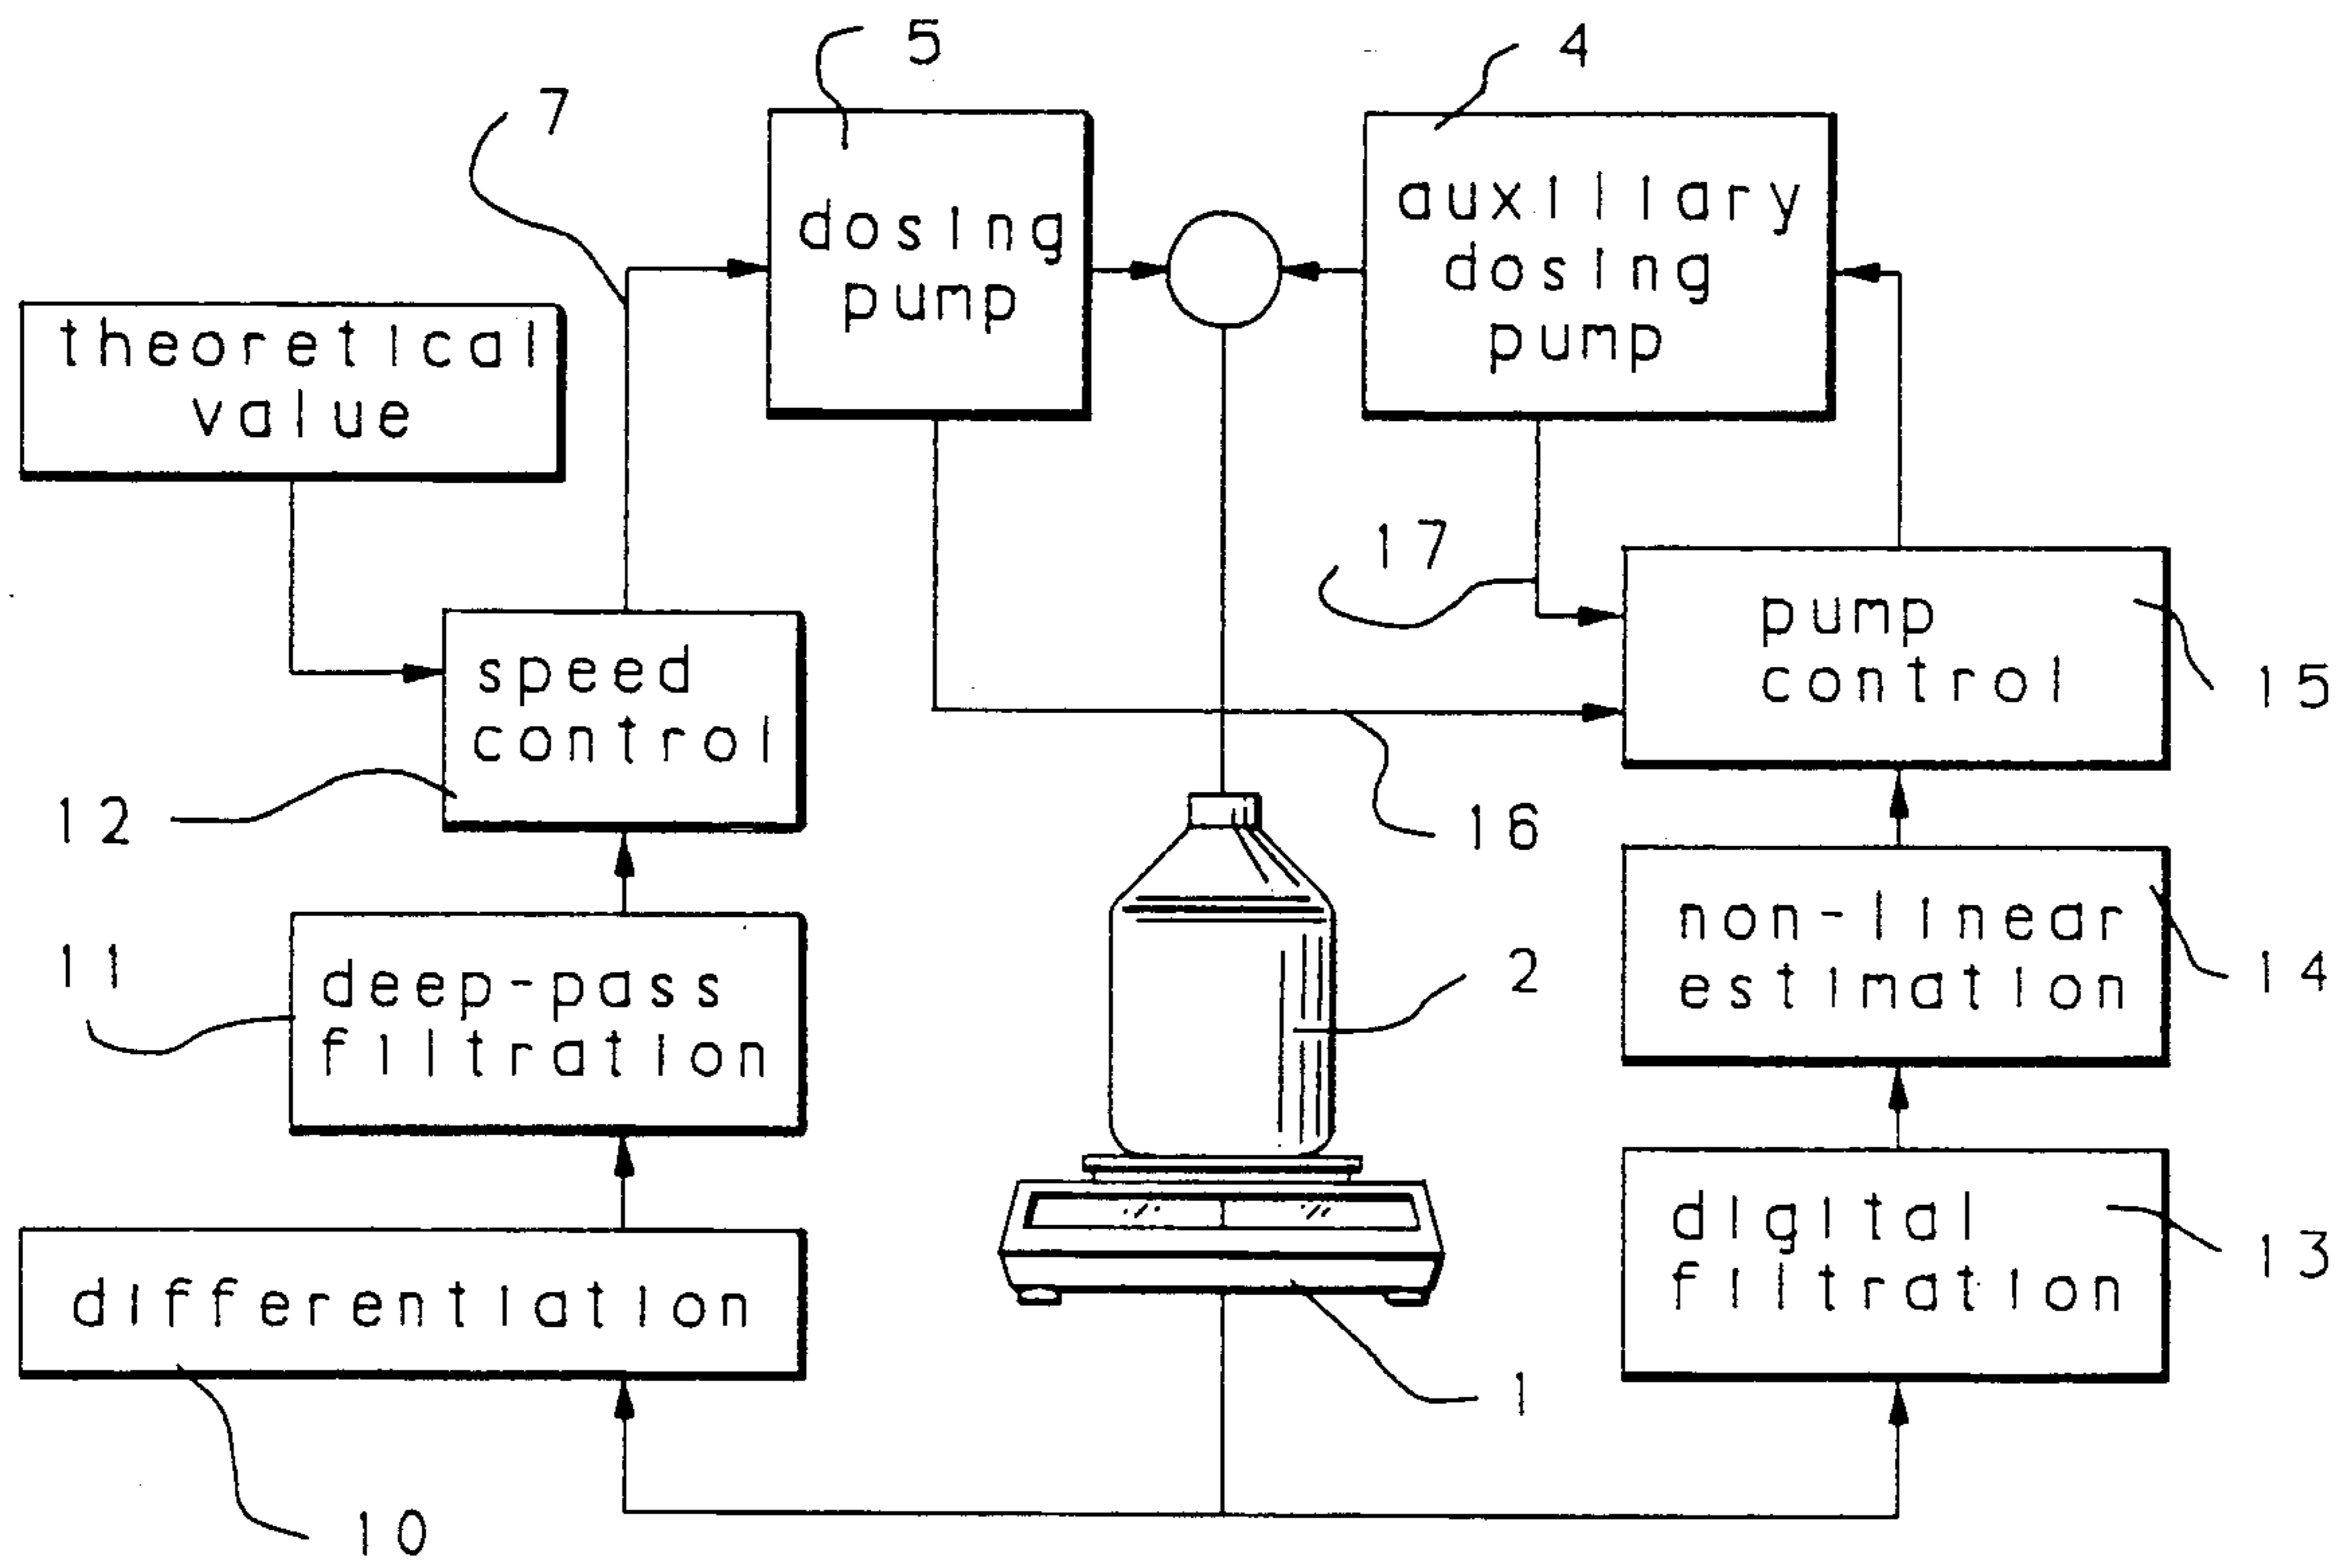 5
4
7
dosing
pump
auxiliary
dosing
pump
theoretical
value
17
pump
control
15
speed
control
12
16
11
deep-pass
filtration
2
non-linear
estimation
14
digital
filtration
13
differentiation
1
10